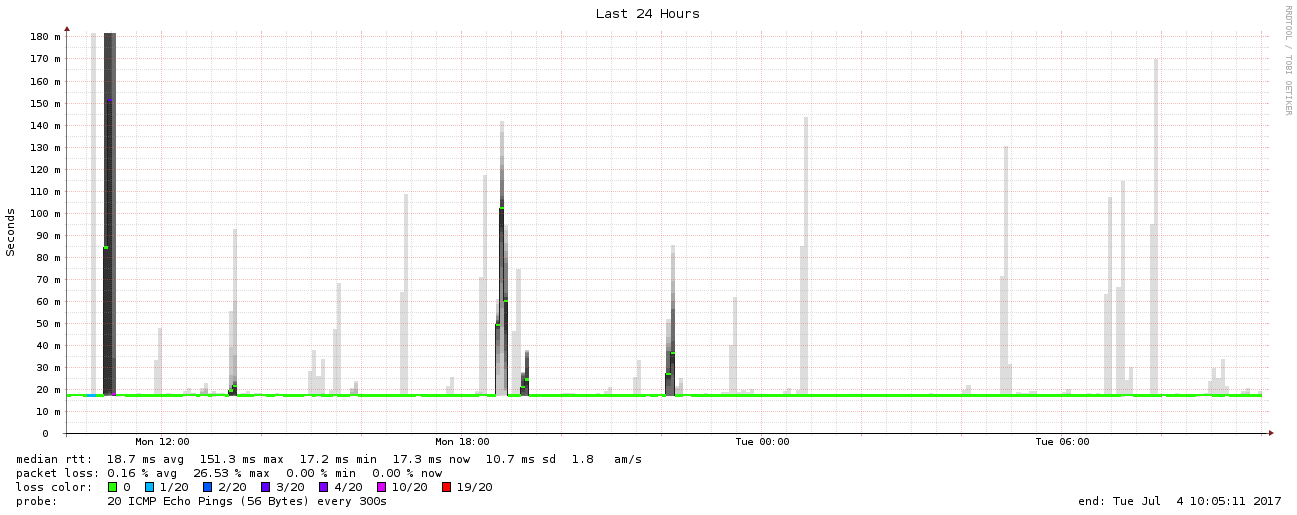 Last 24 Hours
RRDTOOL / TOBI OETIKER
Seconds
180 m
170 m
160 m
150 m
140 m
130 m
120 m
110 m
100 m
90 m
80 m
70 m
60 m
50 m
40 m
30 m
20 m
10 m
0
Mon 12:00 Mon 18:00 Tue 00:00 Tue 06:00
median rtt: 18.7 ms avg 151.3 ms max 17.2 ms min 17.3 ms now 10.7 ms sd 1.8 am/s
packet loss: 0.16 % avg 26.53 % max 0.00 % min 0.00 % now
loss color: 0 1/20 2/20 3/20 4/20 10/20 19/20
probe: 20 ICMP Echo Pings (56 Bytes) every 300s end: Tue Jul 4 10:05:11 2017